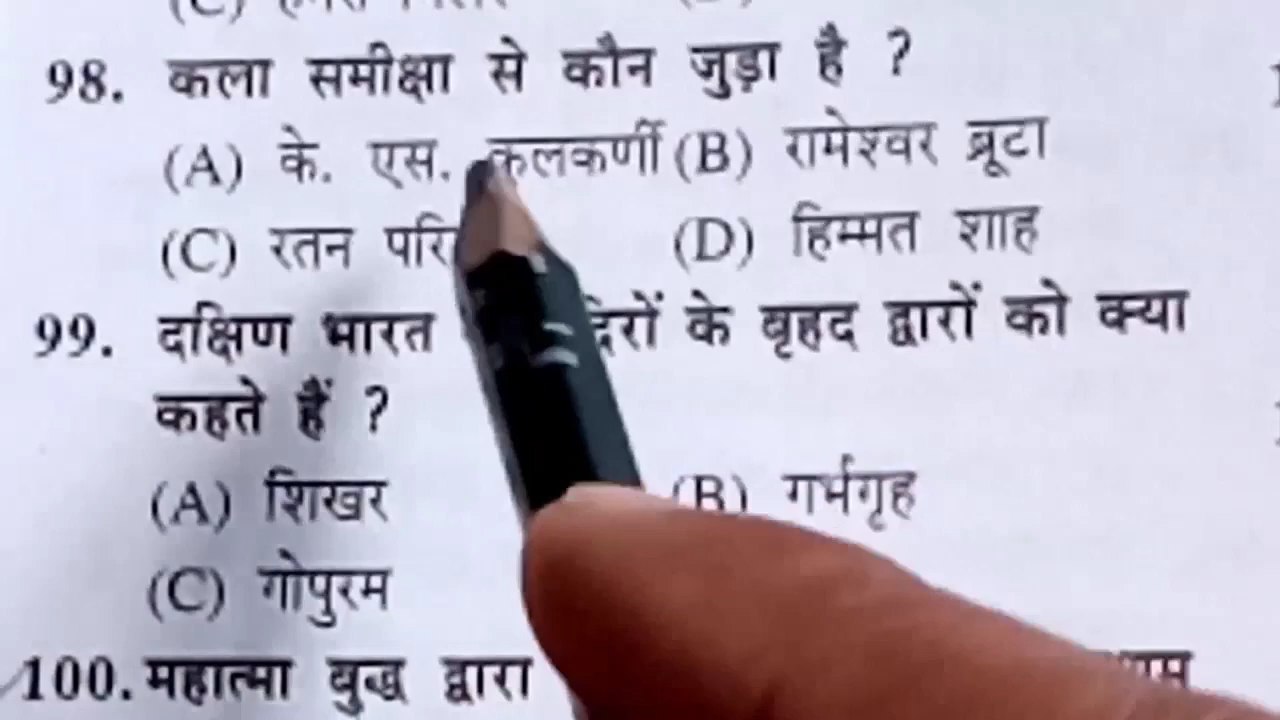 98. कला समीक्षा से कौन जुड़ा है ?
(A) के. एस. कुलकर्णी (B) रामेश्वर ब्रूटा
(C) रतन (D) हिम्मत शाह
99. दक्षिण भारत के बृहद द्वारों को क्या
कहते हैं ?
(A) शिखर (B) गर्भगृह
(C) गोपुरम
100. महात्मा बुद्ध द्वारा